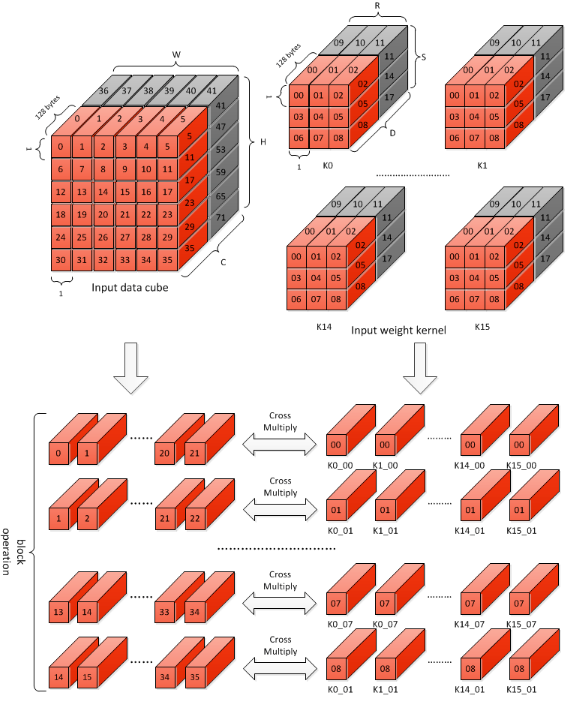 W
36 37 38 39 40 41
128 bytes
0 1 2 3 4 5
41
47
53
59
65
71
H
1
0 1 2 3 4 5
5
6 7 8 9 10 11
11
12 13 14 15 16 17
17
18 19 20 21 22 23
23
24 25 26 27 28 29
29
30 31 32 33 34 35
35
C
1
Input data cube
R
09 10 11
128 bytes
00 01 02
11
14
17
S
1
00 01 02
02
03 04 05
05
06 07 08
08
D
1
K0
09 10 11
00 01 02
11
14
17
00 01 02
02
03 04 05
05
06 07 08
08
K1
....................
09 10 11
00 01 02
11
14
17
00 01 02
02
03 04 05
05
06 07 08
08
K14
09 10 11
00 01 02
11
14
17
00 01 02
02
03 04 05
05
06 07 08
08
K15
Input weight kernel
block
operation
0 1 ...... 20 21
Cross
Multiply
00 00 ........ 00 00
K0_00 K1_00 K14_00 K15_00
1 2 ...... 21 22
Cross
Multiply
01 01 ........ 01 01
K0_01 K1_01 K14_01 K15_01
..............................
13 14 ...... 33 34
Cross
Multiply
07 07 ........ 07 07
K0_07 K1_07 K14_07 K15_07
14 15 ...... 34 35
Cross
Multiply
08 08 ........ 08 08
K0_01 K1_01 K14_01 K15_01